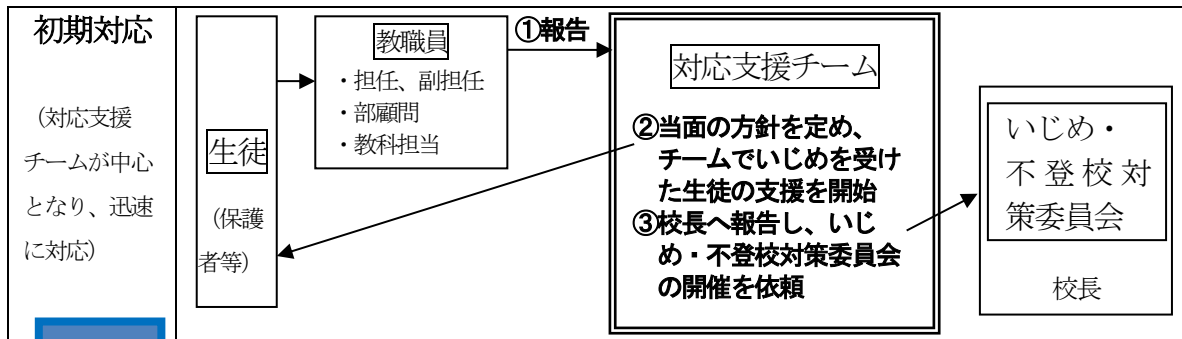 初期対応
(対応支援
チームが中心
となり、迅速
に対応)
生徒
(保護
者等)
教職員
・担任、副担任
・部顧問
・教科担当
①報告
対応支援チーム
②当面の方針を定め、
チームでいじめを受け
た生徒の支援を開始
③校長へ報告し、いじ
め・不登校対策委員会
の開催を依頼
いじめ・
不登校対
策委員会
校長